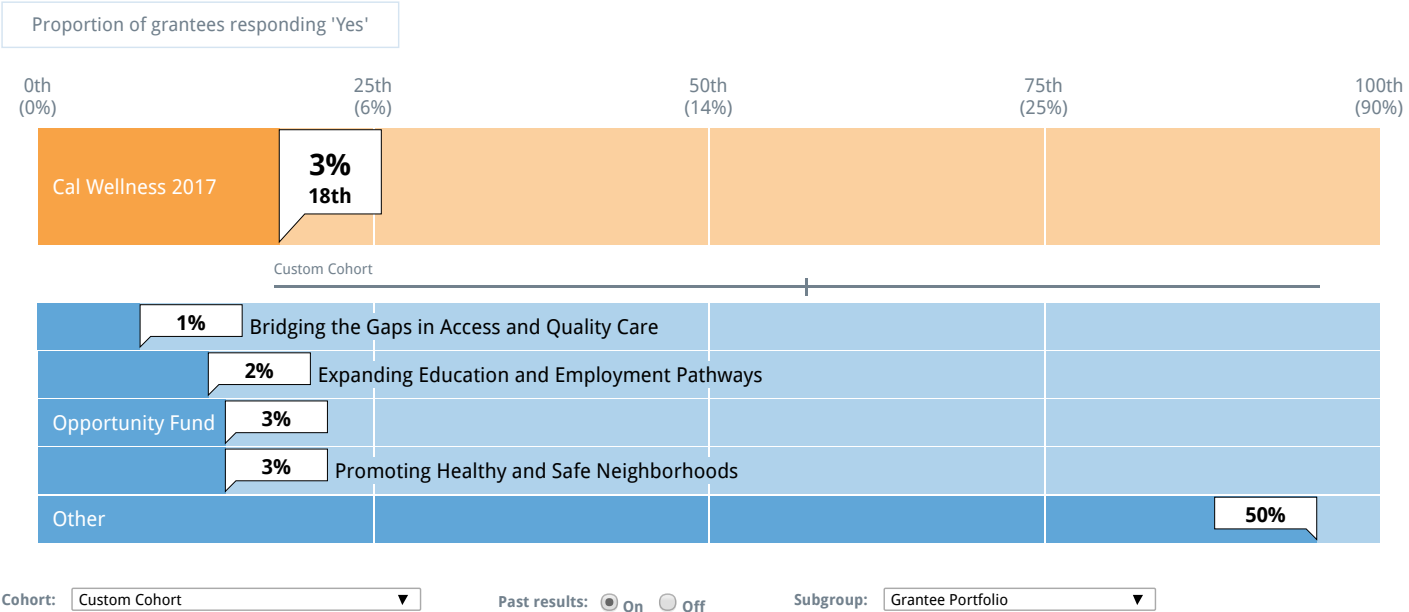 Proportion of grantees responding 'Yes'
0th 25th 50th 75th 100th
(0%) (6%) (14%) (25%) (90%)
Cal Wellness 2017 3%
18th
Custom Cohort
1% Bridging the Gaps in Access and Quality Care
2% Expanding Education and Employment Pathways
Opportunity Fund 3%
3% Promoting Healthy and Safe Neighborhoods
Other 50%
Cohort: Custom Cohort ▼ Past results: On Off Subgroup: Grantee Portfolio ▼